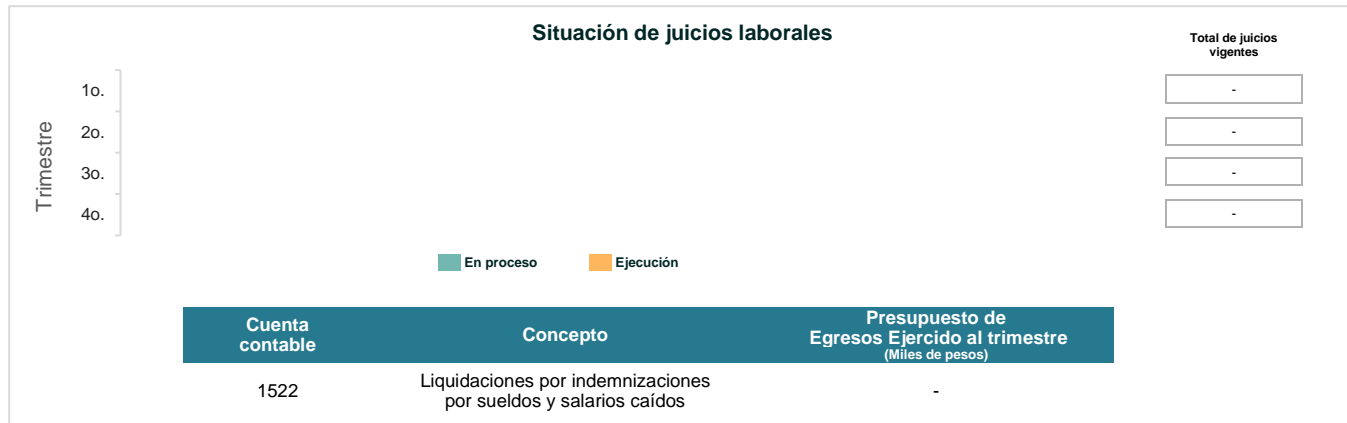 Situación de juicios laborales
Total de juicios
vigentes
Trimestre
1o.
-
2o.
-
3o.
-
4o.
-
En proceso
Ejecución
Cuenta
contable
Concepto
Presupuesto de
Egresos Ejercido al trimestre
(Miles de pesos)
1522
Liquidaciones por indemnizaciones
por sueldos y salarios caídos
-